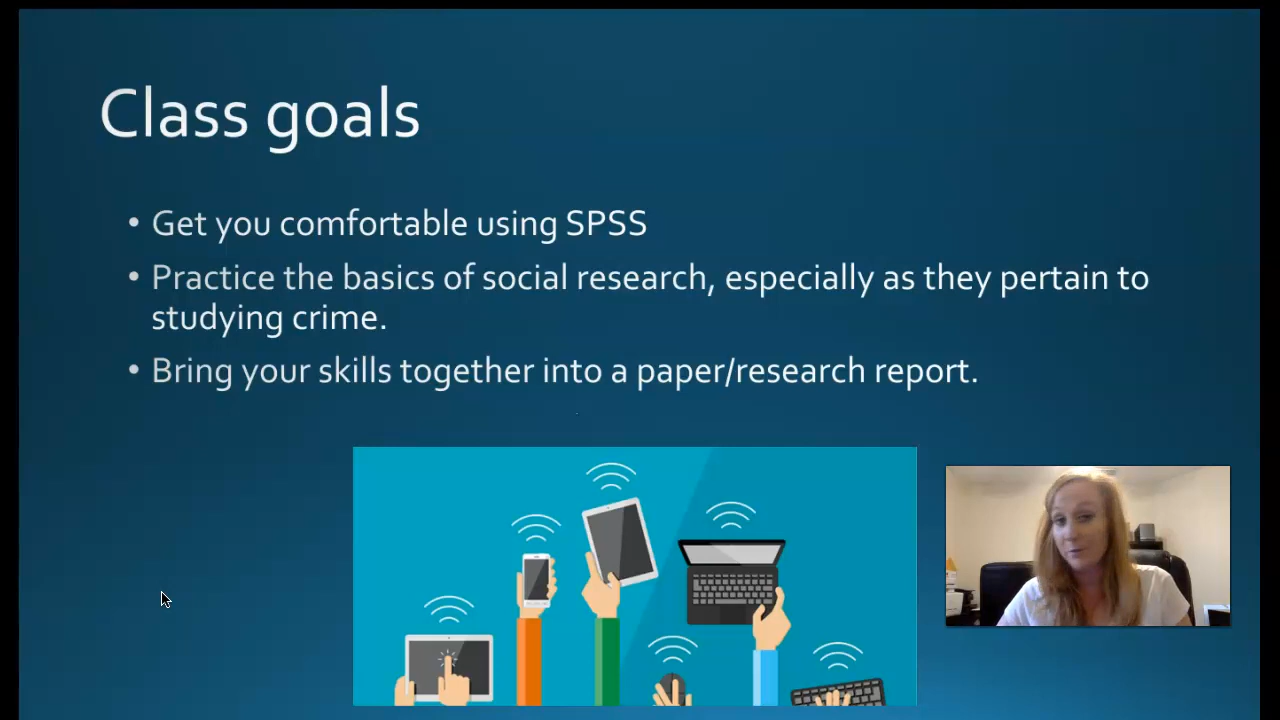 Class goals
• Get you comfortable using SPSS
• Practice the basics of social research, especially as they pertain to
studying crime.
• Bring your skills together into a paper/research report.